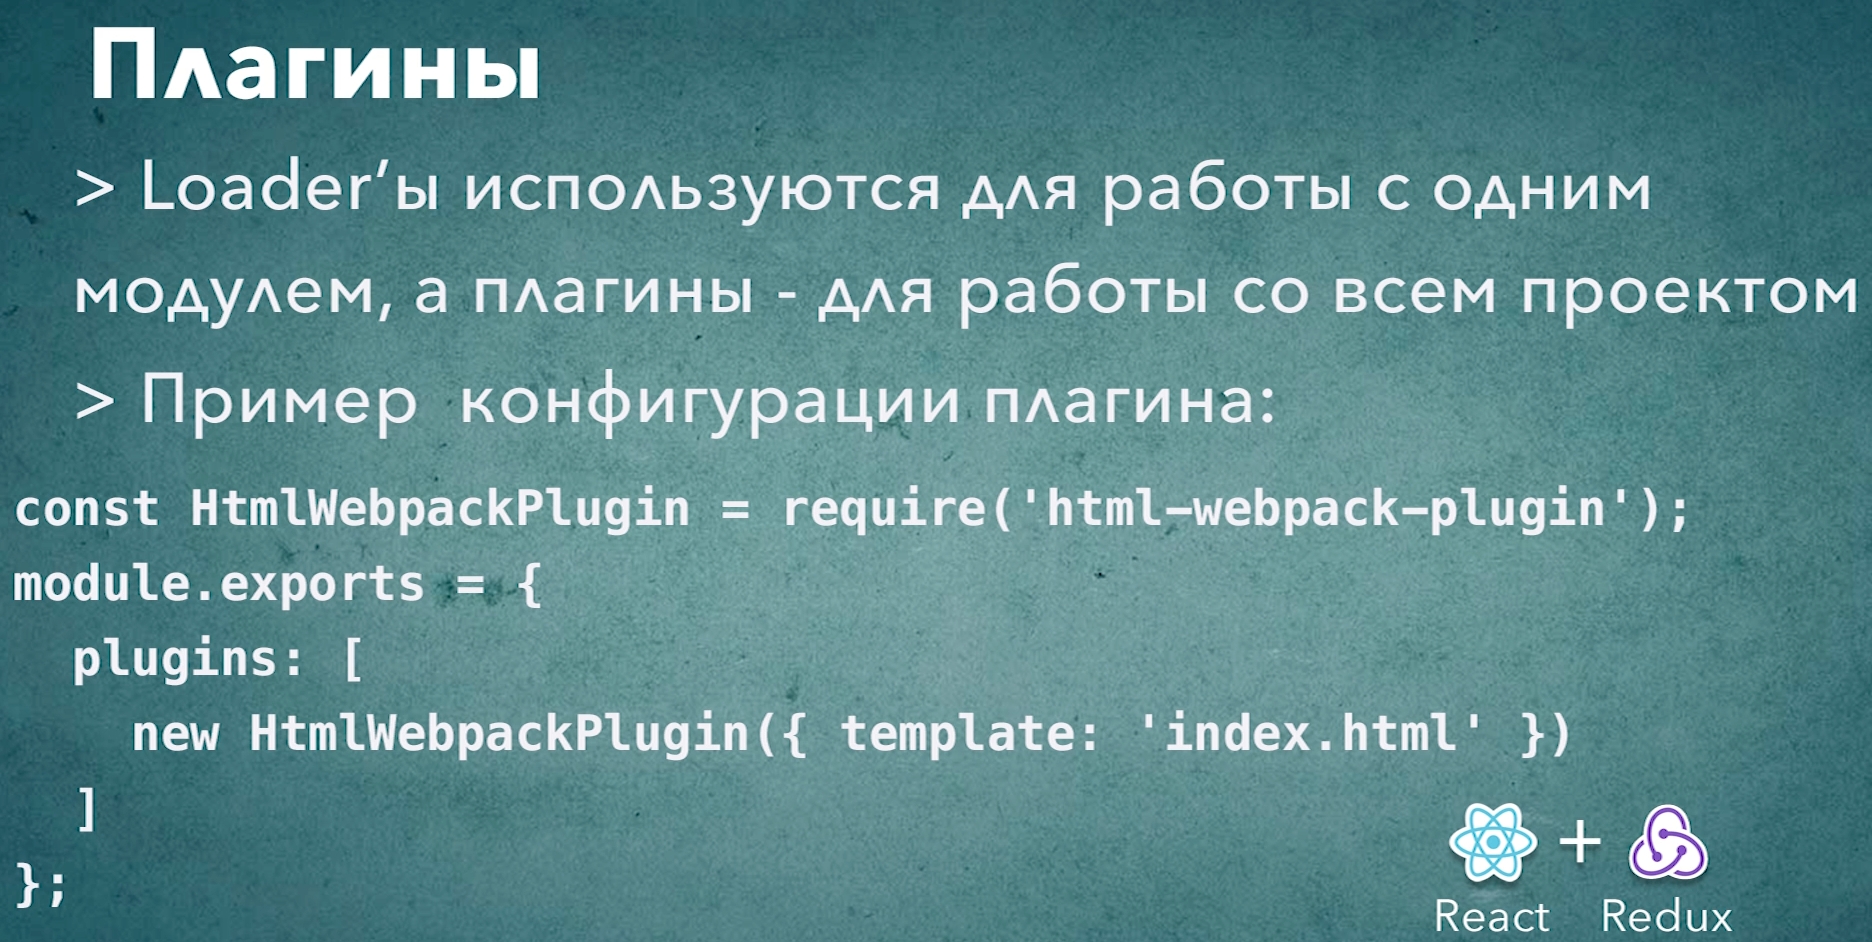 Плагины
> Loader’ы используются для работы с одним
модулем, а плагины - для работы со всем проектом
> Пример  конфигурации плагина:
const HtmlWebpackPlugin = require('html-webpack-plugin');
module.exports = {
  plugins: [
    new HtmlWebpackPlugin({ template: 'index.html' })
  ]
};
+
React Redux